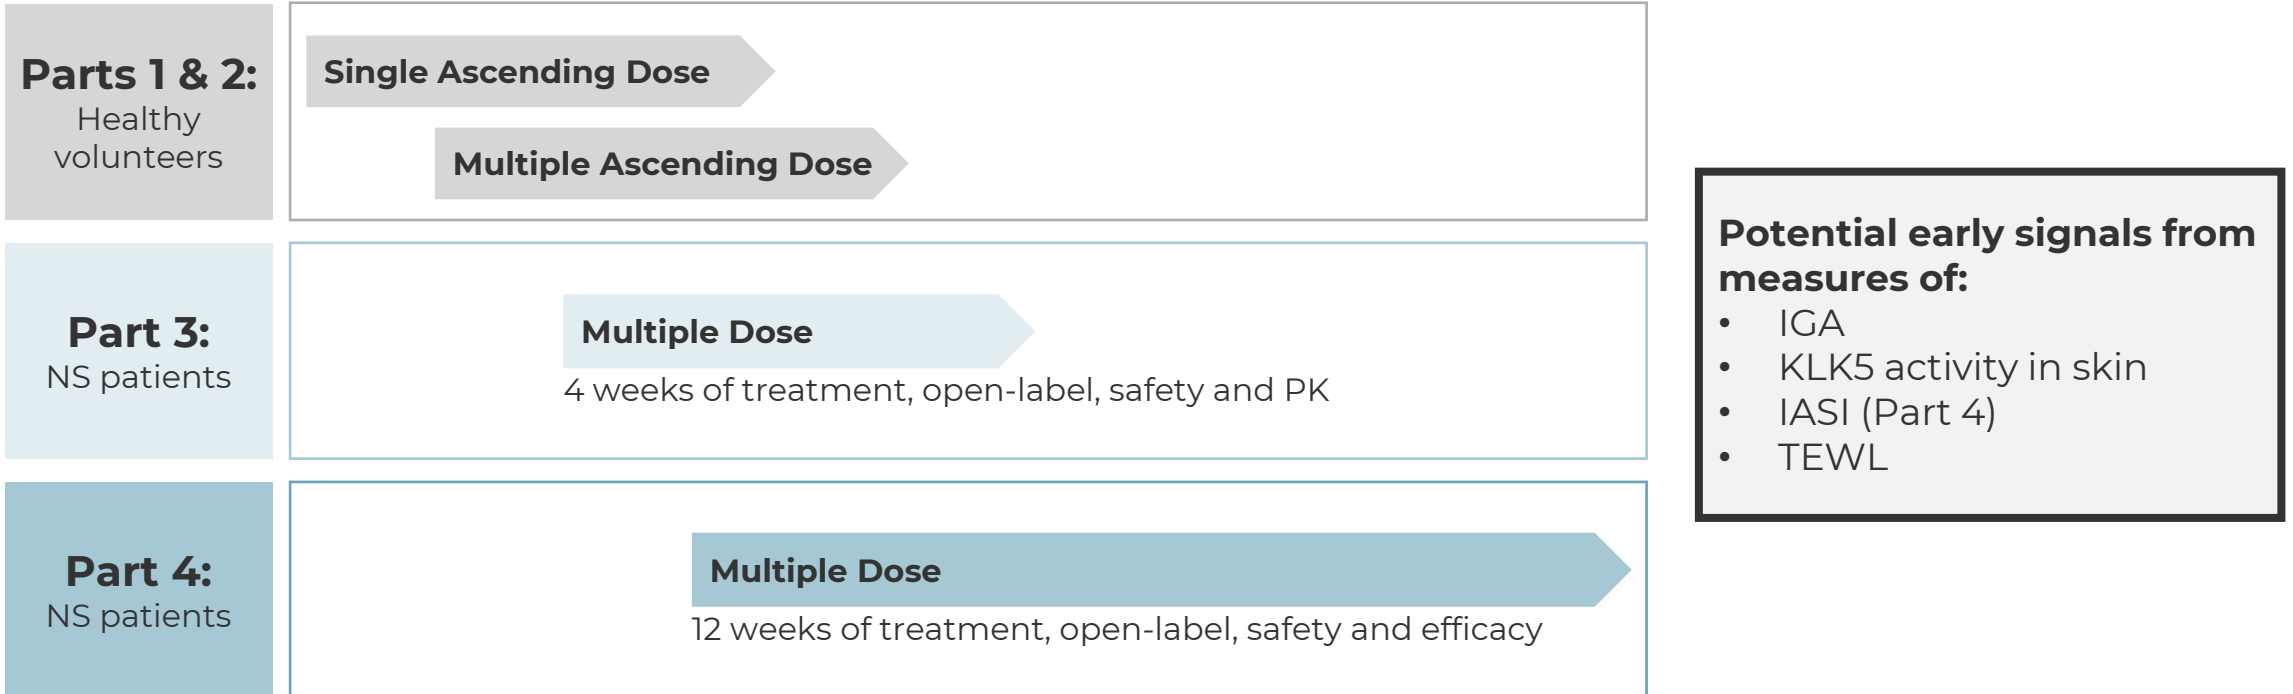 Parts 1 & 2:
Healthy
volunteers
Single Ascending Dose
Multiple Ascending Dose
Part 3:
NS patients
Multiple Dose
4 weeks of treatment, open-label, safety and PK
Part 4:
NS patients
Multiple Dose
12 weeks of treatment, open-label, safety and efficacy
Potential early signals from
measures of:
• IGA
• KLK5 activity in skin
• IASI (Part 4)
• TEWL